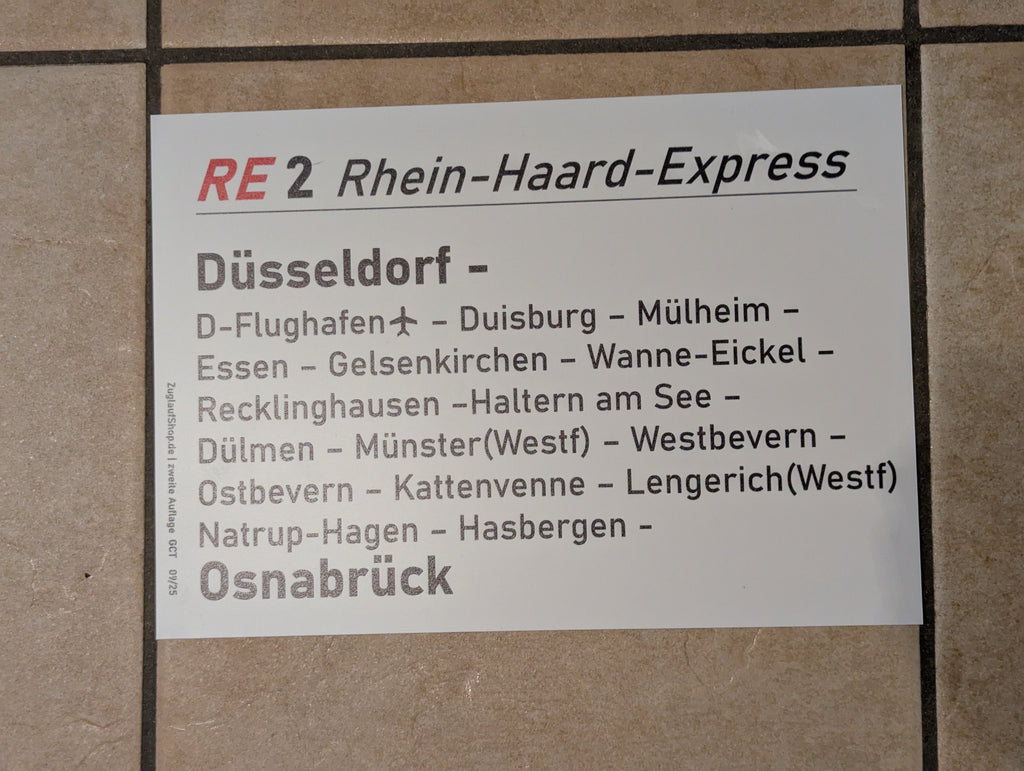 RE 2 Rhein-Haard-Express
Düsseldorf -
D-Flughafen✈ - Duisburg - Mülheim -
Essen - Gelsenkirchen - Wanne-Eickel -
Recklinghausen -Haltern am See -
Dülmen - Münster(Westf) - Westbevern -
Ostbevern - Kattenvenne - Lengerich(Westf)
Natrup-Hagen - Hasbergen -
Osnabrück
ZuglaufShop.de | zweite Auflage GCT 09/25